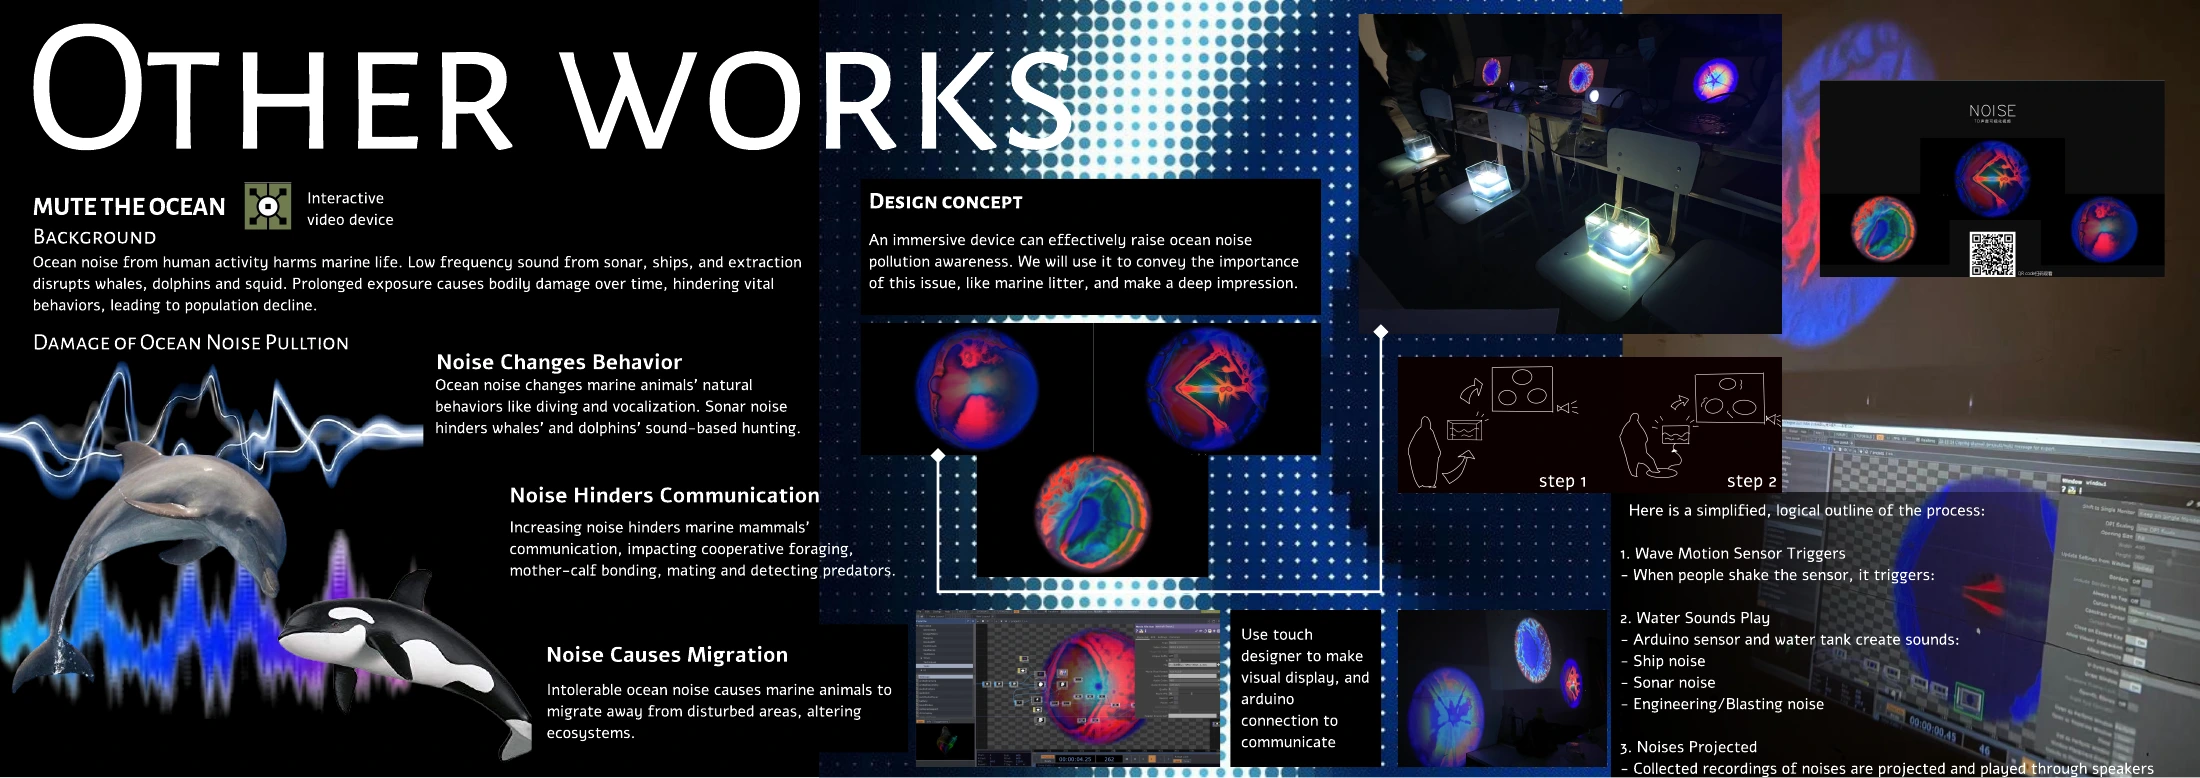 OTHER WORKS
MUTE THE OCEAN
Interactive
video device
BACKGROUND
Ocean noise from human activity harms marine life. Low frequency sound from sonar, ships, and extraction
disrupts whales, dolphins and squid. Prolonged exposure causes bodily damage over time, hindering vital
behaviors, leading to population decline.
DAMAGE OF OCEAN NOISE PULLTION
Noise Changes Behavior
Ocean noise changes marine animals' natural
behaviors like diving and vocalization. Sonar noise
hinders whales' and dolphins' sound-based hunting.
Noise Hinders Communication
Increasing noise hinders marine mammals'
communication, impacting cooperative foraging,
mother-calf bonding, mating and detecting predators.
Noise Causes Migration
Intolerable ocean noise causes marine animals to
migrate away from disturbed areas, altering
ecosystems.
DESIGN CONCEPT
An immersive device can effectively raise ocean noise
pollution awareness. We will use it to convey the importance
of this issue, like marine litter, and make a deep impression.
Use touch
designer to make
visual display, and
arduino
connection to
communicate
00:00:04.25
262
NOISE
step 1
step 2
Here is a simplified, logical outline of the process:
1. Wave Motion Sensor Triggers
- When people shake the sensor, it triggers:
2. Water Sounds Play
- Arduino sensor and water tank create sounds:
- Ship noise
- Sonar noise
- Engineering/Blasting noise
3. Noises Projected
- Collected recordings of noises are projected and played through speakers
00:00:00.45
46